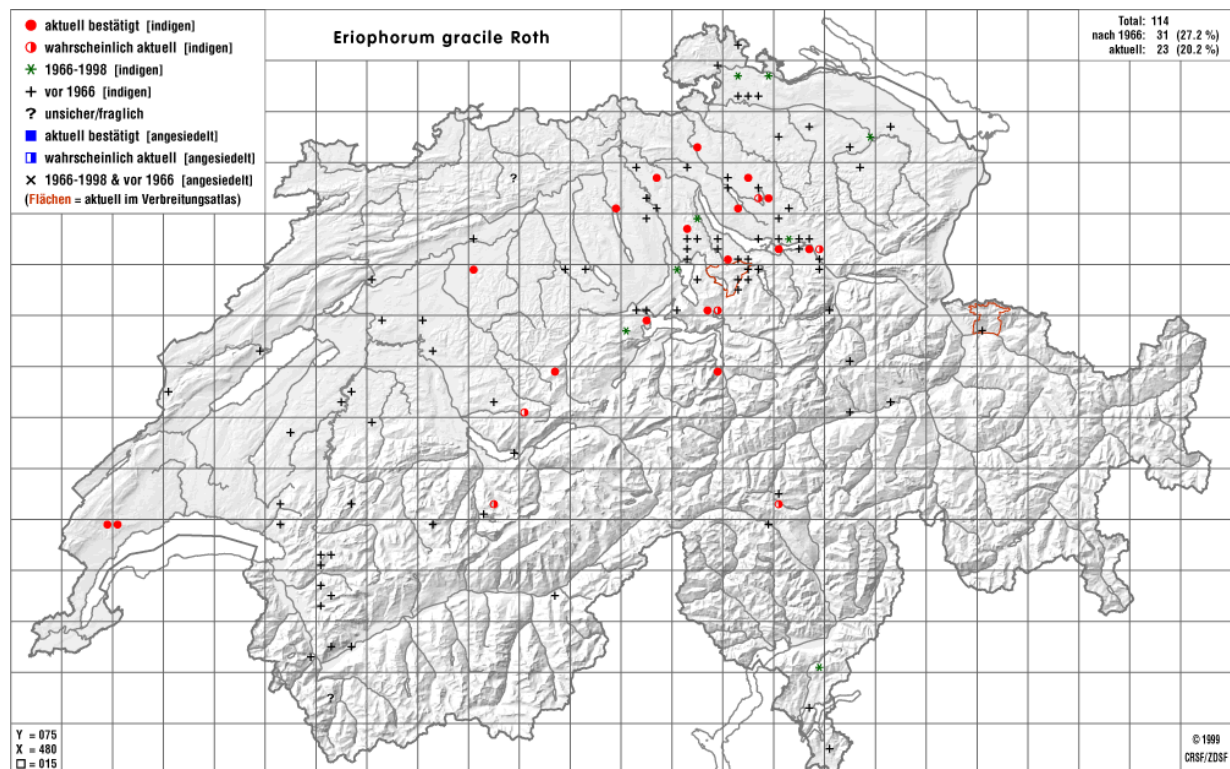 aktuell bestätigt [indigen]
wahrscheinlich aktuell [indigen]
1966-1998 [indigen]
vor 1966 [indigen]
? unsicher/fraglich
aktuell bestätigt [angesiedelt]
wahrscheinlich aktuell [angesiedelt]
1966-1998 & vor 1966 [angesiedelt]
(Flächen = aktuell im Verbreitungsatlas)
Eriophorum gracile Roth
Total: 114
nach 1966: 31 (27.2 %)
aktuell: 23 (20.2 %)
?
?
Y = 075
X = 480
□ = 015
© 1999
CRSF/ZDSF